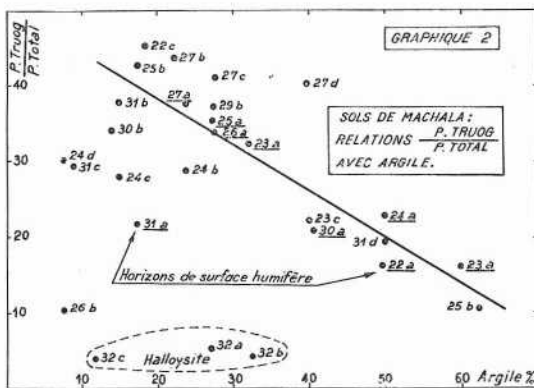 P.Truog
P.Total
GRAPHIQUE 2
SOLS DE MACHALA :
RELATIONS P. TRUOG
P. TOTAL
AVEC ARGILE.
40
30
20
10
22 c
27 b
25 b
27 c
27 d
27 a
31 b
29 b
25 a
30 b
26 a
23 a
24 d
31 c
24 c
24 b
31 a
23 c
30 a
24 a
31 d
22 a
23 a
Horizons de surface humifère
26 b
25 b
32 c
32 a
32 b
Halloysite
10
20
30
40
50
60
Argile %